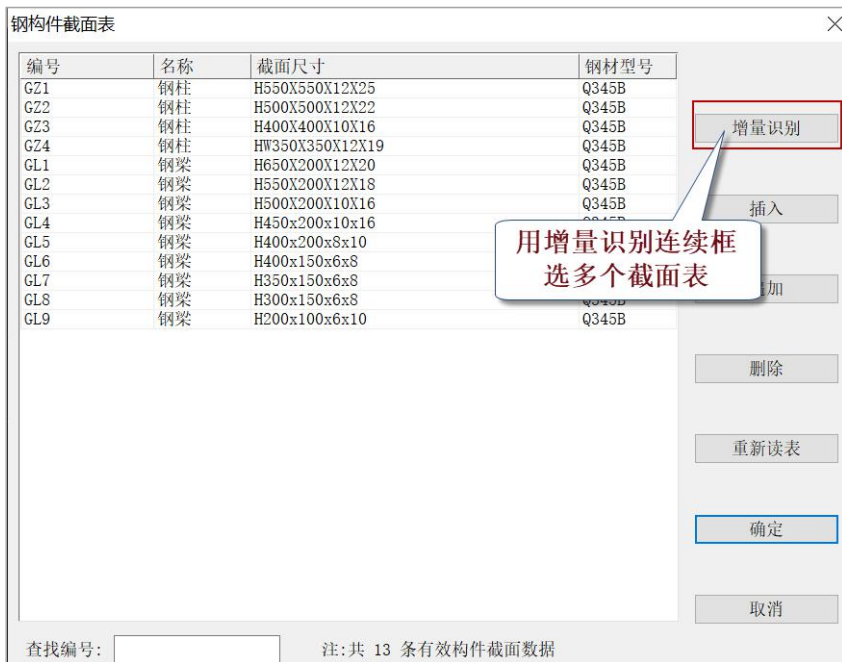 钢构件截面表
编号 名称 截面尺寸 钢材型号
GZ1 钢柱 H550X550X12X25 Q345B
GZ2 钢柱 H500X500X12X22 Q345B
GZ3 钢柱 H400X400X10X16 Q345B
GZ4 钢柱 HW350X350X12X19 Q345B
GL1 钢梁 H650X200X12X20 Q345B
GL2 钢梁 H550X200X12X18 Q345B
GL3 钢梁 H500X200X10X16 Q345B
GL4 钢梁 H450x200x10x16
GL5 钢梁 H400x200x8x10
GL6 钢梁 H400x150x6x8
GL7 钢梁 H350x150x6x8
GL8 钢梁 H300x150x6x8
GL9 钢梁 H200x100x6x10 Q345B
增量识别
插入
用增量识别连续框
选多个截面表
加
删除
重新读表
确定
取消
查找编号:
注:共 13 条有效构件截面数据